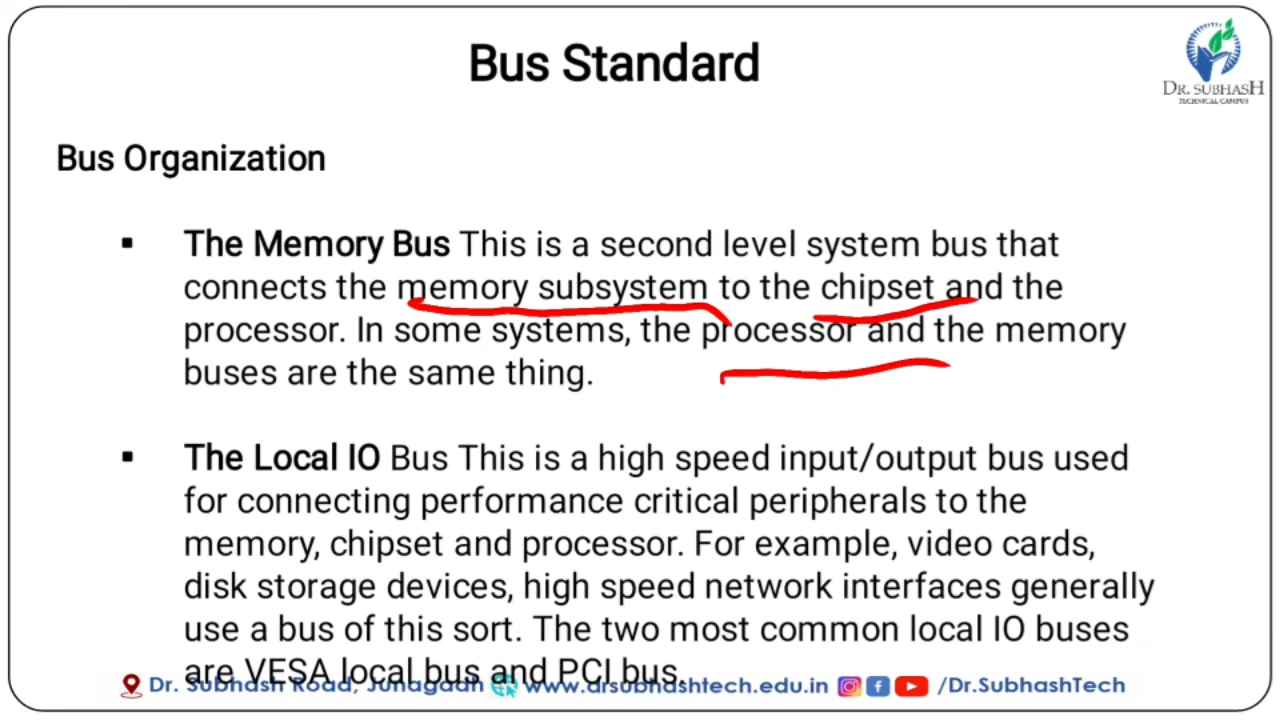 Bus Standard
DR. SUBHASH
TECHNICAL CAMPUS
Bus Organization
▪ The Memory Bus This is a second level system bus that
connects the memory subsystem to the chipset and the
processor. In some systems, the processor and the memory
buses are the same thing.
▪ The Local IO Bus This is a high speed input/output bus used
for connecting performance critical peripherals to the
memory, chipset and processor. For example, video cards,
disk storage devices, high speed network interfaces generally
use a bus of this sort. The two most common local IO buses
are VESA local bus and PCI bus.
Dr. Subhash Road, Junagadh www.drsubhashtech.edu.in /Dr.SubhashTech